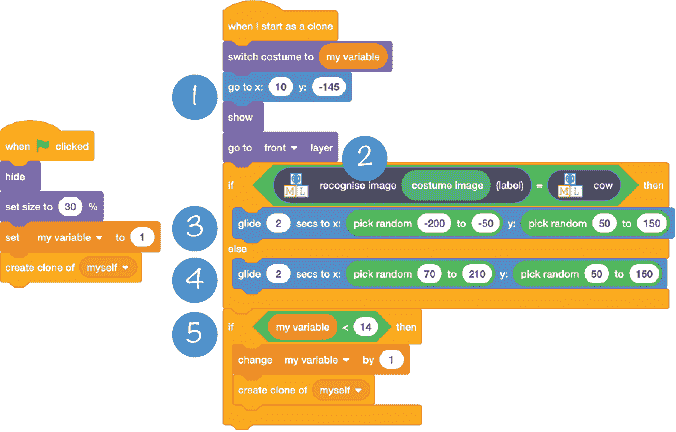 when clicked
hide
set size to 30 %
set my variable to 1
create clone of myself
when I start as a clone
switch costume to my variable
1
go to x: 10 y: -145
show
go to front layer
2
if ML recognise image costume image (label) = ML cow then
3
glide 2 secs to x: pick random -200 to -50 y: pick random 50 to 150
else
4
glide 2 secs to x: pick random 70 to 210 y: pick random 50 to 150
5
if my variable < 14 then
change my variable by 1
create clone of myself